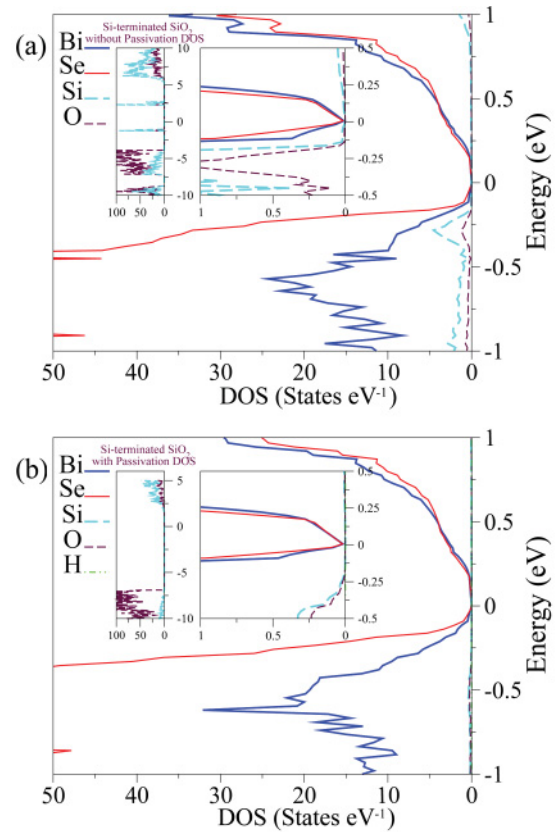 (a)
Bi
Se
Si
O
Si-terminated SiO2
without Passivation DOS
10
5
0
-5
-10
100
50
0
0.5
0.25
0
-0.25
-0.5
1
0.5
0
1
0.5
0
-0.5
-1
Energy (eV)
50
40
30
20
10
0
DOS (States eV-1)
(b)
Bi
Se
Si
O
H
Si-terminated SiO2
with Passivation DOS
10
5
0
-5
-10
100
50
0
0.5
0.25
0
-0.25
-0.5
1
0.5
0
1
0.5
0
-0.5
-1
Energy (eV)
50
40
30
20
10
0
DOS (States eV-1)